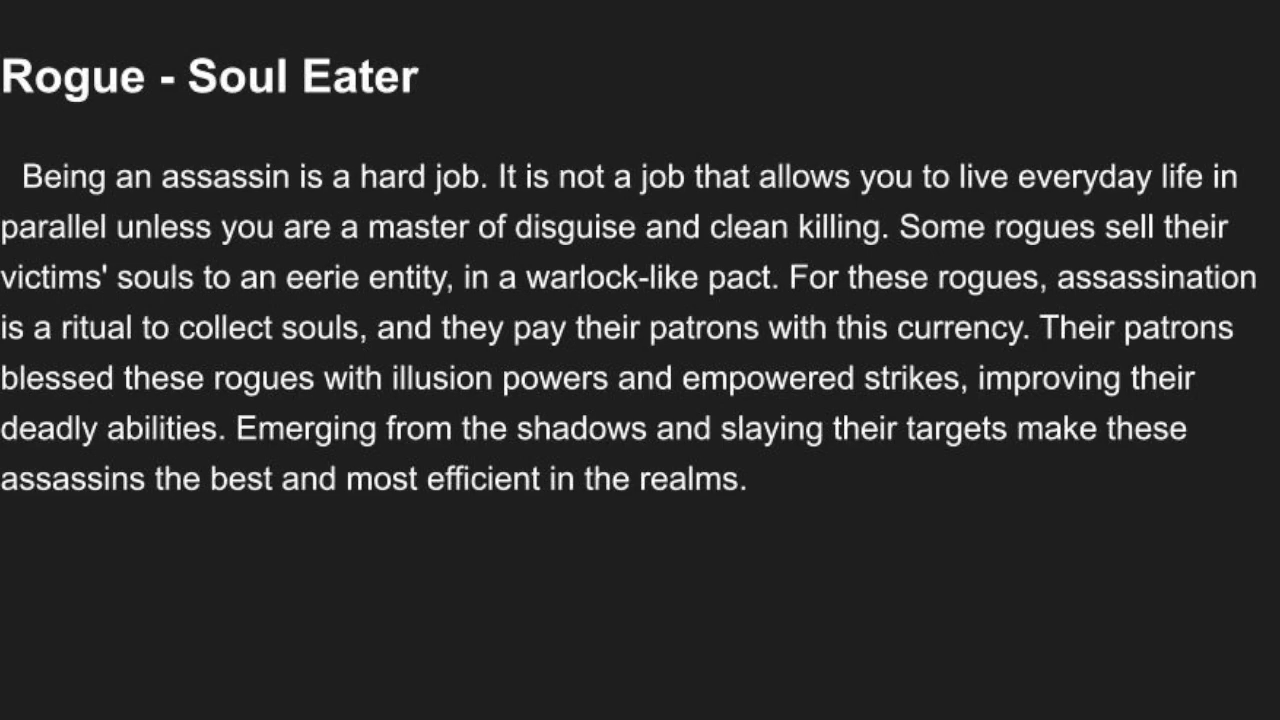 Rogue - Soul Eater
Being an assassin is a hard job. It is not a job that allows you to live everyday life in
parallel unless you are a master of disguise and clean killing. Some rogues sell their
victims' souls to an eerie entity, in a warlock-like pact. For these rogues, assassination
is a ritual to collect souls, and they pay their patrons with this currency. Their patrons
blessed these rogues with illusion powers and empowered strikes, improving their
deadly abilities. Emerging from the shadows and slaying their targets make these
assassins the best and most efficient in the realms.